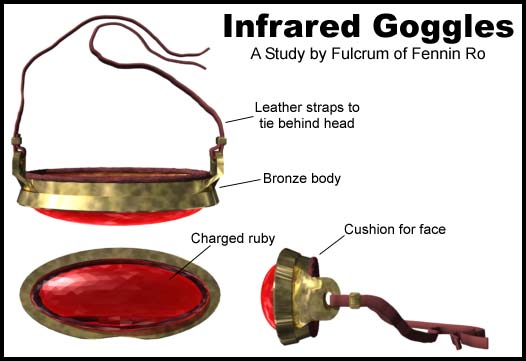 Infrared Goggles
A Study by Fulcrum of Fennin Ro
Leather straps to
tie behind head
Bronze body
Charged ruby
Cushion for face